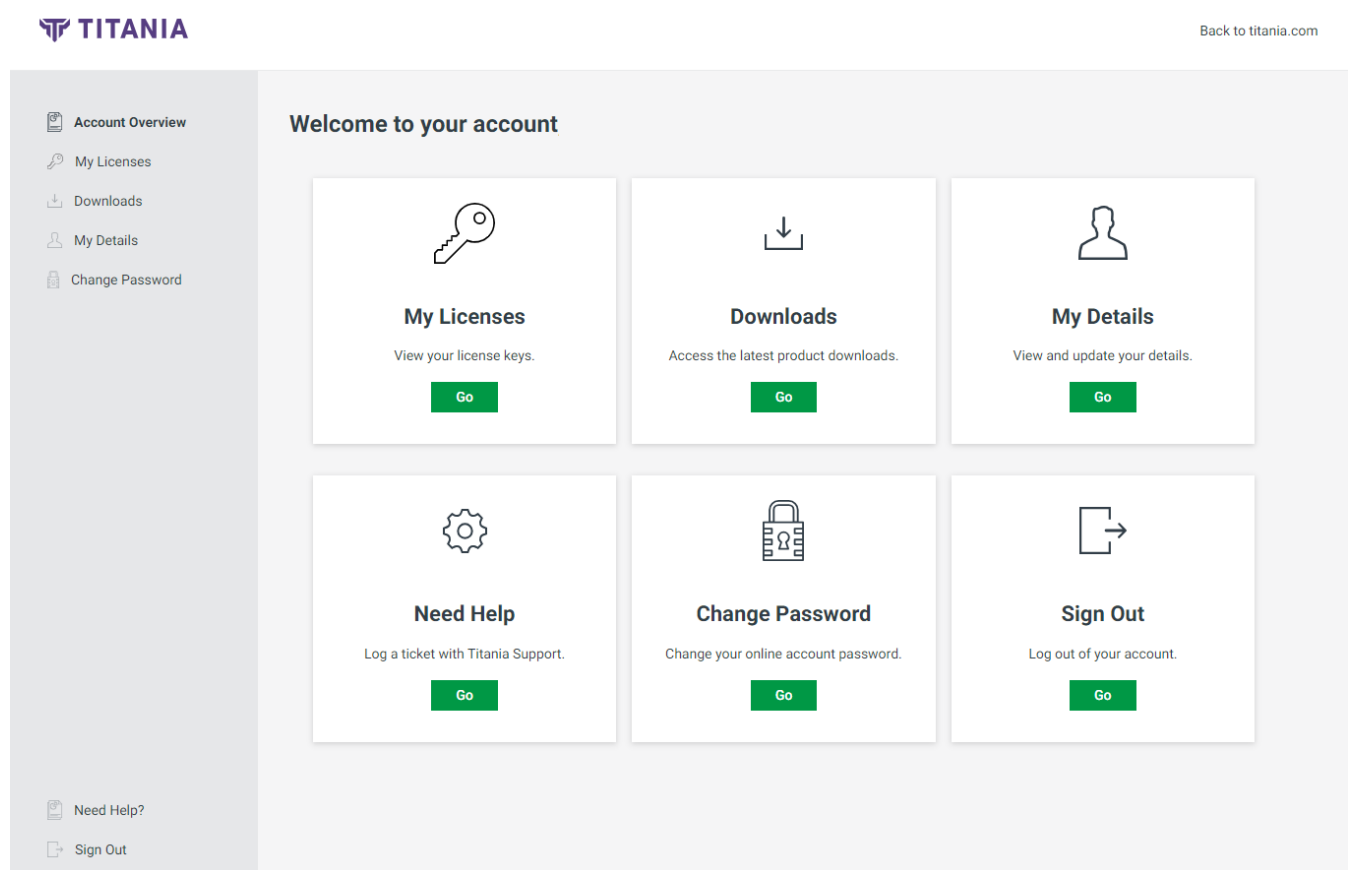 TITANIA
Back to titania.com
Account Overview
My Licenses
Downloads
My Details
Change Password
Welcome to your account
My Licenses
View your license keys.
Go
Downloads
Access the latest product downloads.
Go
My Details
View and update your details.
Go
Need Help
Log a ticket with Titania Support.
Go
Change Password
Change your online account password.
Go
Sign Out
Log out of your account.
Go
Need Help?
Sign Out